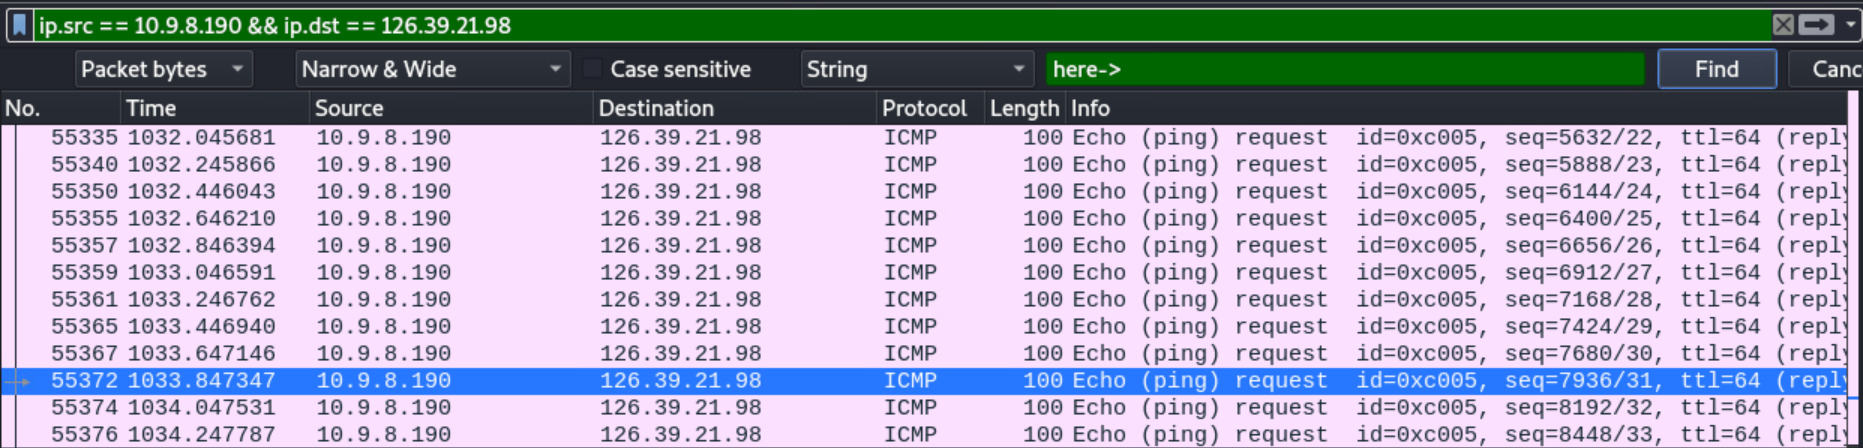 ip.src == 10.9.8.190 && ip.dst == 126.39.21.98
Packet bytes Narrow & Wide Case sensitive String here-> Find Canc
No. Time Source Destination Protocol Length Info
55335 1032.045681 10.9.8.190 126.39.21.98 ICMP 100 Echo (ping) request id=0xc005, seq=5632/22, ttl=64 (reply
55340 1032.245866 10.9.8.190 126.39.21.98 ICMP 100 Echo (ping) request id=0xc005, seq=5888/23, ttl=64 (reply
55350 1032.446043 10.9.8.190 126.39.21.98 ICMP 100 Echo (ping) request id=0xc005, seq=6144/24, ttl=64 (reply
55355 1032.646210 10.9.8.190 126.39.21.98 ICMP 100 Echo (ping) request id=0xc005, seq=6400/25, ttl=64 (reply
55357 1032.846394 10.9.8.190 126.39.21.98 ICMP 100 Echo (ping) request id=0xc005, seq=6656/26, ttl=64 (reply
55359 1033.046591 10.9.8.190 126.39.21.98 ICMP 100 Echo (ping) request id=0xc005, seq=6912/27, ttl=64 (reply
55361 1033.246762 10.9.8.190 126.39.21.98 ICMP 100 Echo (ping) request id=0xc005, seq=7168/28, ttl=64 (reply
55365 1033.446940 10.9.8.190 126.39.21.98 ICMP 100 Echo (ping) request id=0xc005, seq=7424/29, ttl=64 (reply
55367 1033.647146 10.9.8.190 126.39.21.98 ICMP 100 Echo (ping) request id=0xc005, seq=7680/30, ttl=64 (reply
55372 1033.847347 10.9.8.190 126.39.21.98 ICMP 100 Echo (ping) request id=0xc005, seq=7936/31, ttl=64 (reply
55374 1034.047531 10.9.8.190 126.39.21.98 ICMP 100 Echo (ping) request id=0xc005, seq=8192/32, ttl=64 (reply
55376 1034.247787 10.9.8.190 126.39.21.98 ICMP 100 Echo (ping) request id=0xc005, seq=8448/33, ttl=64 (reply